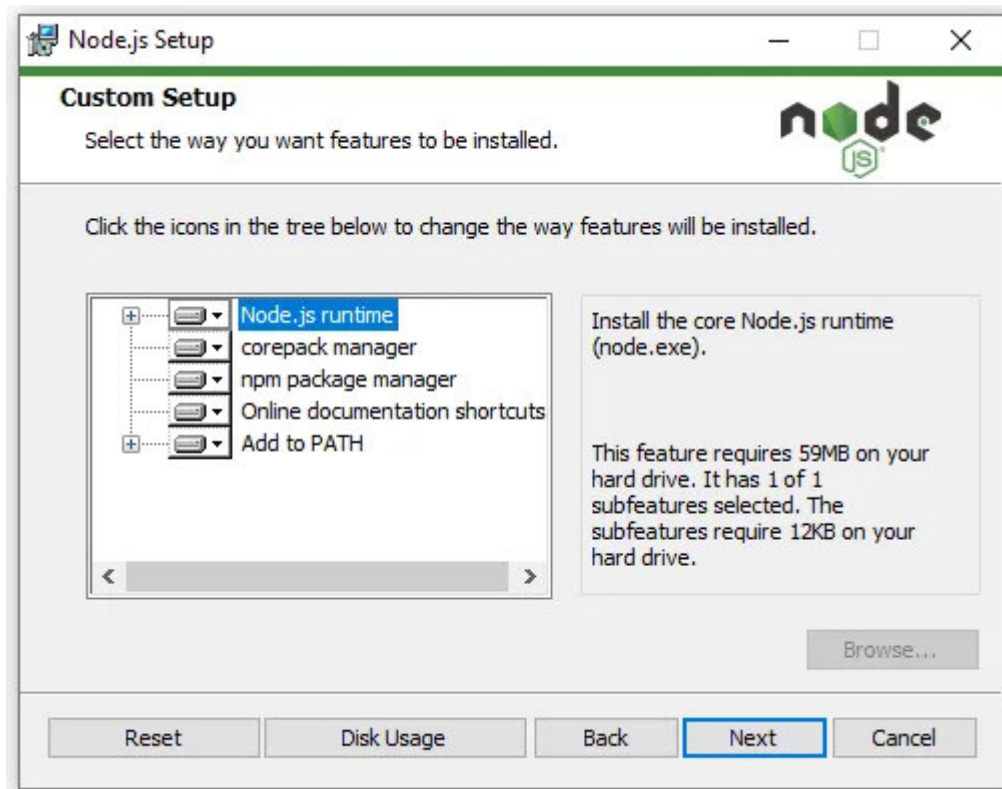 Node.js Setup
Custom Setup
Select the way you want features to be installed.
node
JS
Click the icons in the tree below to change the way features will be installed.
Node.js runtime
corepack manager
npm package manager
Online documentation shortcuts
Add to PATH
Install the core Node.js runtime
(node.exe).
This feature requires 59MB on your
hard drive. It has 1 of 1
subfeatures selected. The
subfeatures require 12KB on your
hard drive.
Browse...
Reset
Disk Usage
Back
Next
Cancel